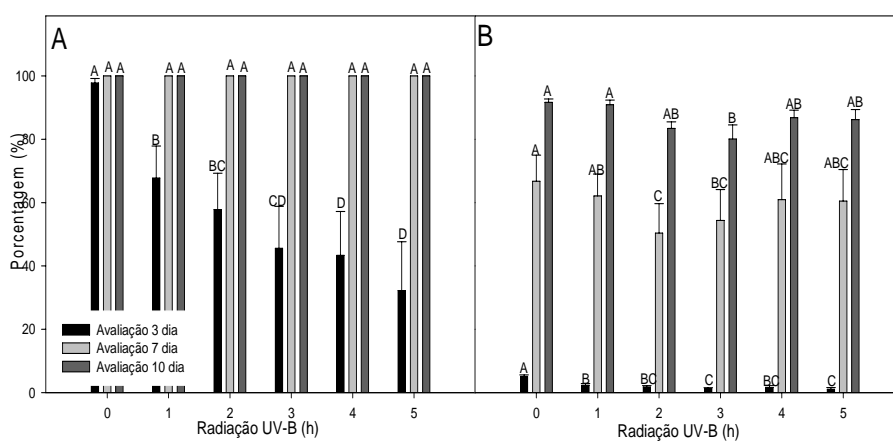 A
B
Porcentagem (%)
100
80
60
40
20
0
A A A
B A A
BC A A
CD A A
D A A
D A A
Avaliação 3 dia
Avaliação 7 dia
Avaliação 10 dia
0 1 2 3 4 5
Radiação UV-B (h)
A A A
B AB A
BC C AB
C BC B
BC ABC AB
C ABC AB
0 1 2 3 4 5
Radiação UV-B (h)